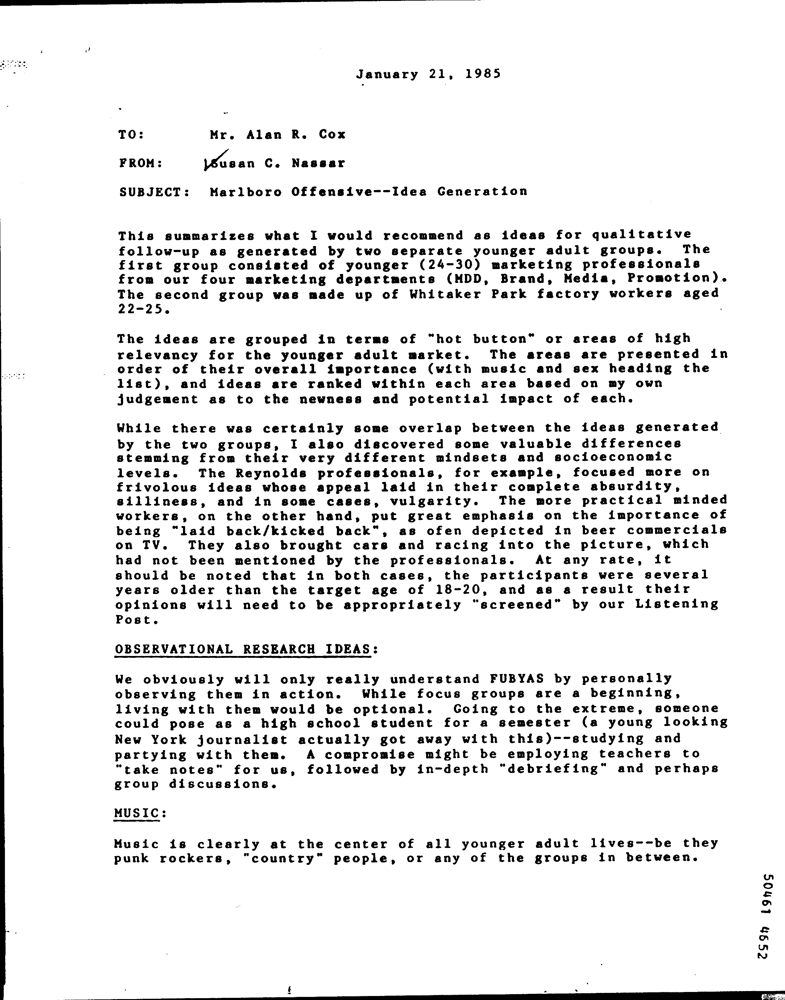 January 21, 1985
TO: Mr. Alan R. Cox
FROM: Susan C. Nassar
SUBJECT: Marlboro Offensive--Idea Generation
This summarizes what I would recommend as ideas for qualitative
follow-up as generated by two separate younger adult groups. The
first group consisted of younger (24-30) marketing professionals
from our four marketing departments (MDD, Brand, Media, Promotion).
The second group was made up of Whitaker Park factory workers aged
22-25.
The ideas are grouped in terms of "hot button" or areas of high
relevancy for the younger adult market. The areas are presented in
order of their overall importance (with music and sex heading the
list), and ideas are ranked within each area based on my own
judgement as to the newness and potential impact of each.
While there was certainly some overlap between the ideas generated
by the two groups, I also discovered some valuable differences
stemming from their very different mindsets and socioeconomic
levels. The Reynolds professionals, for example, focused more on
frivolous ideas whose appeal laid in their complete absurdity,
silliness, and in some cases, vulgarity. The more practical minded
workers, on the other hand, put great emphasis on the importance of
being "laid back/kicked back", as ofen depicted in beer commercials
on TV. They also brought cars and racing into the picture, which
had not been mentioned by the professionals. At any rate, it
should be noted that in both cases, the participants were several
years older than the target age of 18-20, and as a result their
opinions will need to be appropriately "screened" by our Listening
Post.
OBSERVATIONAL RESEARCH IDEAS:
We obviously will only really understand FUBYAS by personally
observing them in action. While focus groups are a beginning,
living with them would be optional. Going to the extreme, someone
could pose as a high school student for a semester (a young looking
New York journalist actually got away with this)--studying and
partying with them. A compromise might be employing teachers to
"take notes" for us, followed by in-depth "debriefing" and perhaps
group discussions.
MUSIC:
Music is clearly at the center of all younger adult lives--be they
punk rockers, "country" people, or any of the groups in between.
50461 4652